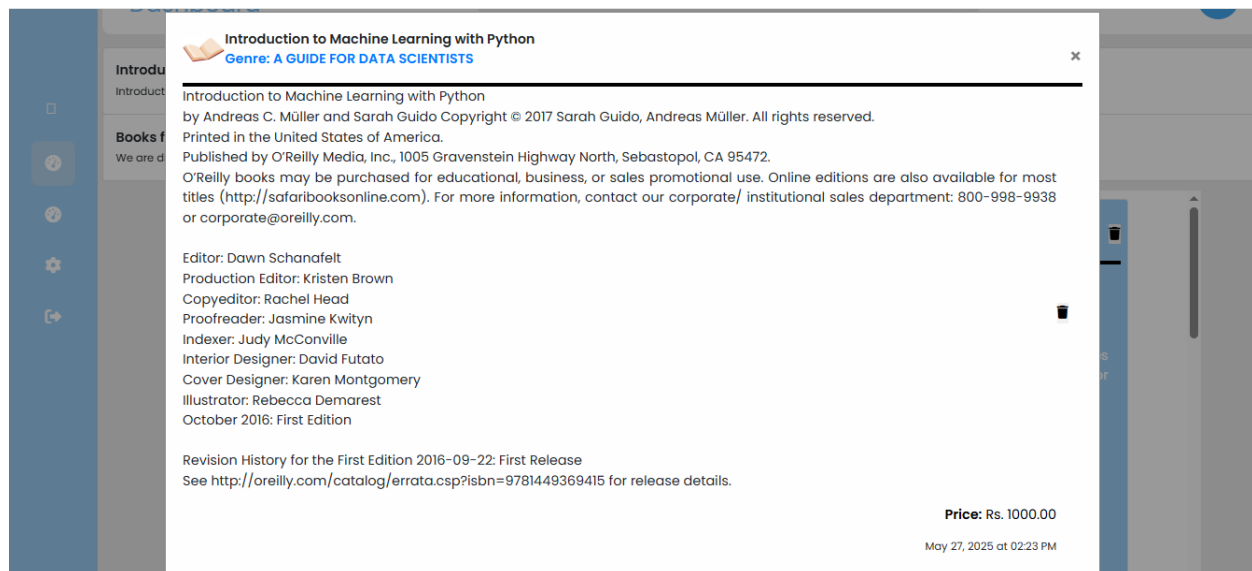 Dashboard
Introduction to Machine Learning with Python
Genre: A GUIDE FOR DATA SCIENTISTS
×
Introdu
Introduct
Books f
We are d
Introduction to Machine Learning with Python
by Andreas C. Müller and Sarah Guido Copyright © 2017 Sarah Guido, Andreas Müller. All rights reserved.
Printed in the United States of America.
Published by O’Reilly Media, Inc., 1005 Gravenstein Highway North, Sebastopol, CA 95472.
O’Reilly books may be purchased for educational, business, or sales promotional use. Online editions are also available for most
titles (http://safaribooksonline.com). For more information, contact our corporate/ institutional sales department: 800-998-9938
or corporate@oreilly.com.
Editor: Dawn Schanafelt
Production Editor: Kristen Brown
Copyeditor: Rachel Head
Proofreader: Jasmine Kwityn
Indexer: Judy McConville
Interior Designer: David Futato
Cover Designer: Karen Montgomery
Illustrator: Rebecca Demarest
October 2016: First Edition
Revision History for the First Edition 2016-09-22: First Release
See http://oreilly.com/catalog/errata.csp?isbn=9781449369415 for release details.
Price: Rs. 1000.00
May 27, 2025 at 02:23 PM